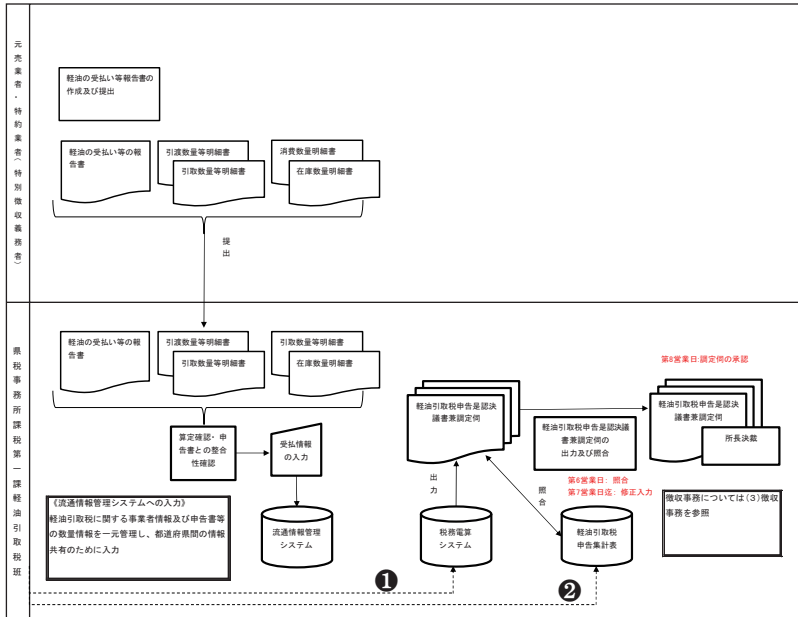 元売業者・特約業者(特別徴収義務者)
軽油の受払い等報告書の
作成及び提出
軽油の受払い等の報
告書
引渡数量等明細書
引取数量等明細書
消費数量明細書
在庫数量明細書
提出
県税事務所課税第一課軽油引取税班
軽油の受払い等の報
告書
引渡数量等明細書
引取数量等明細書
引取数量等明細書
在庫数量明細書
算定確認・申
告書との整合
性確認
受払情報
の入力
《流通情報管理システムへの入力》
軽油引取税に関する事業者情報及び申告書等
の数量情報を一元管理し、都道府県間の情報
共有のために入力
流通情報管理
システム
軽油引取税申告是認決
議書兼調定伺
出力
税務電算
システム
照合
軽油引取税
申告集計表
軽油引取税申告是認決議
書兼調定伺の
出力及び照合
第6営業日: 照合
第7営業日迄: 修正入力
第8営業日:調定伺の承認
軽油引取税申告是認決
議書兼調定伺
所長決裁
徴収事務については(3)徴収
事務を参照
❶
❷